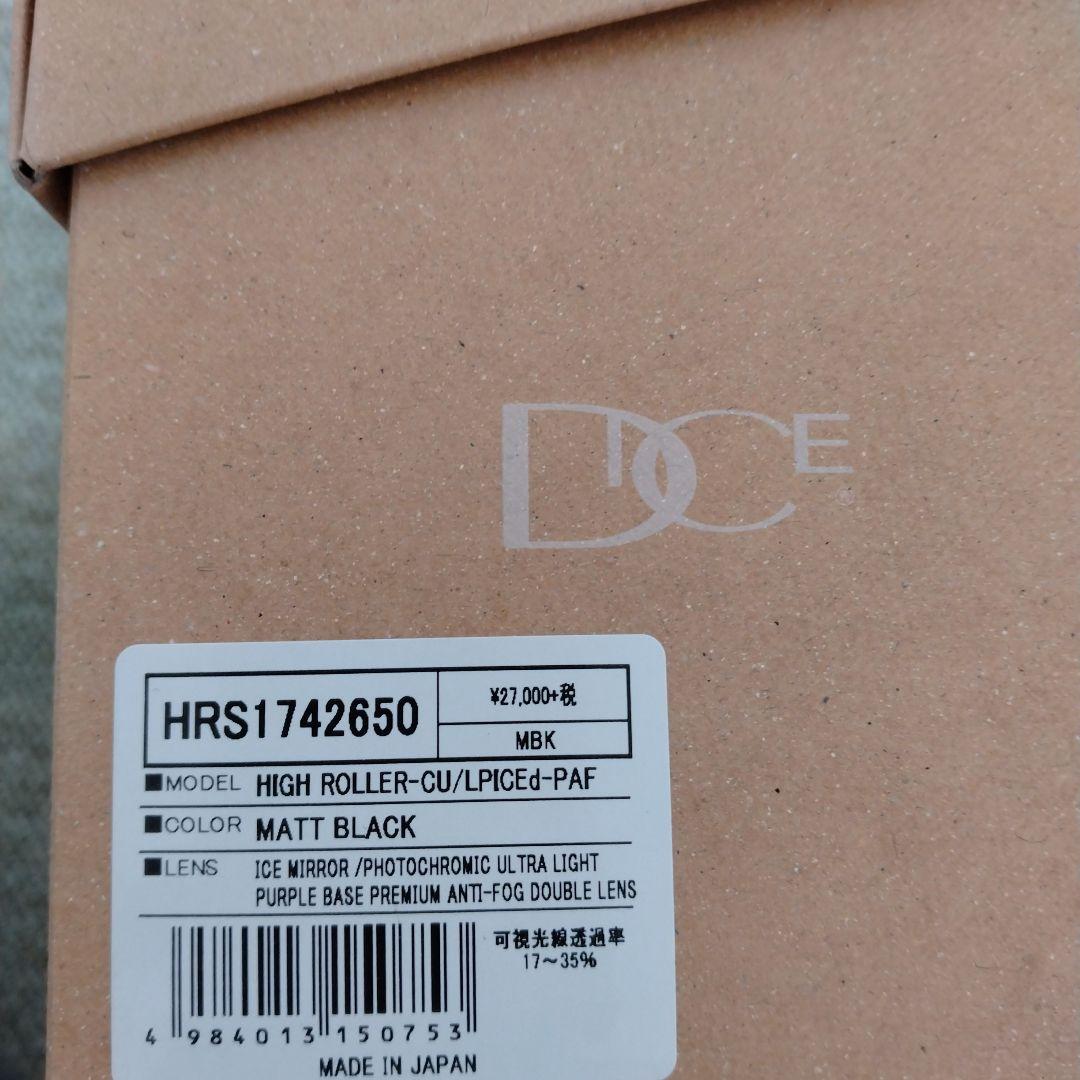 DICE
®
HRS1742650
¥27,000+税
MBK
■MODEL HIGH ROLLER-CU/LPICEd-PAF
■COLOR MATT BLACK
■LENS ICE MIRROR /PHOTOCHROMIC ULTRA LIGHT
PURPLE BASE PREMIUM ANTI-FOG DOUBLE LENS
可視光線透過率
17～35%
4 984013 150753
MADE IN JAPAN